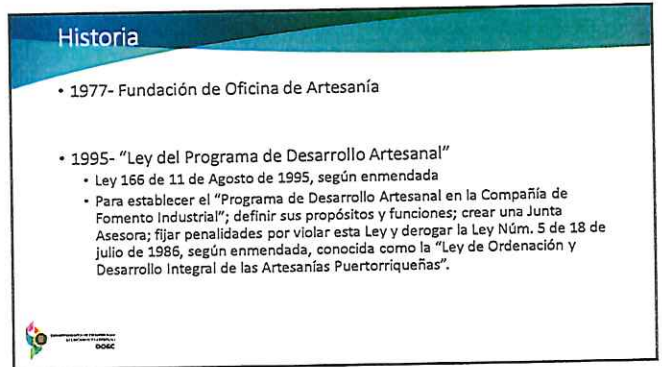 Historia
• 1977- Fundación de Oficina de Artesanía
• 1995- “Ley del Programa de Desarrollo Artesanal”
• Ley 166 de 11 de Agosto de 1995, según enmendada
• Para establecer el “Programa de Desarrollo Artesanal en la Compañía de
Fomento Industrial”; definir sus propósitos y funciones; crear una Junta
Asesora; fijar penalidades por violar esta Ley y derogar la Ley Núm. 5 de 18 de
julio de 1986, según enmendada, conocida como la “Ley de Ordenación y
Desarrollo Integral de las Artesanías Puertorriqueñas”.